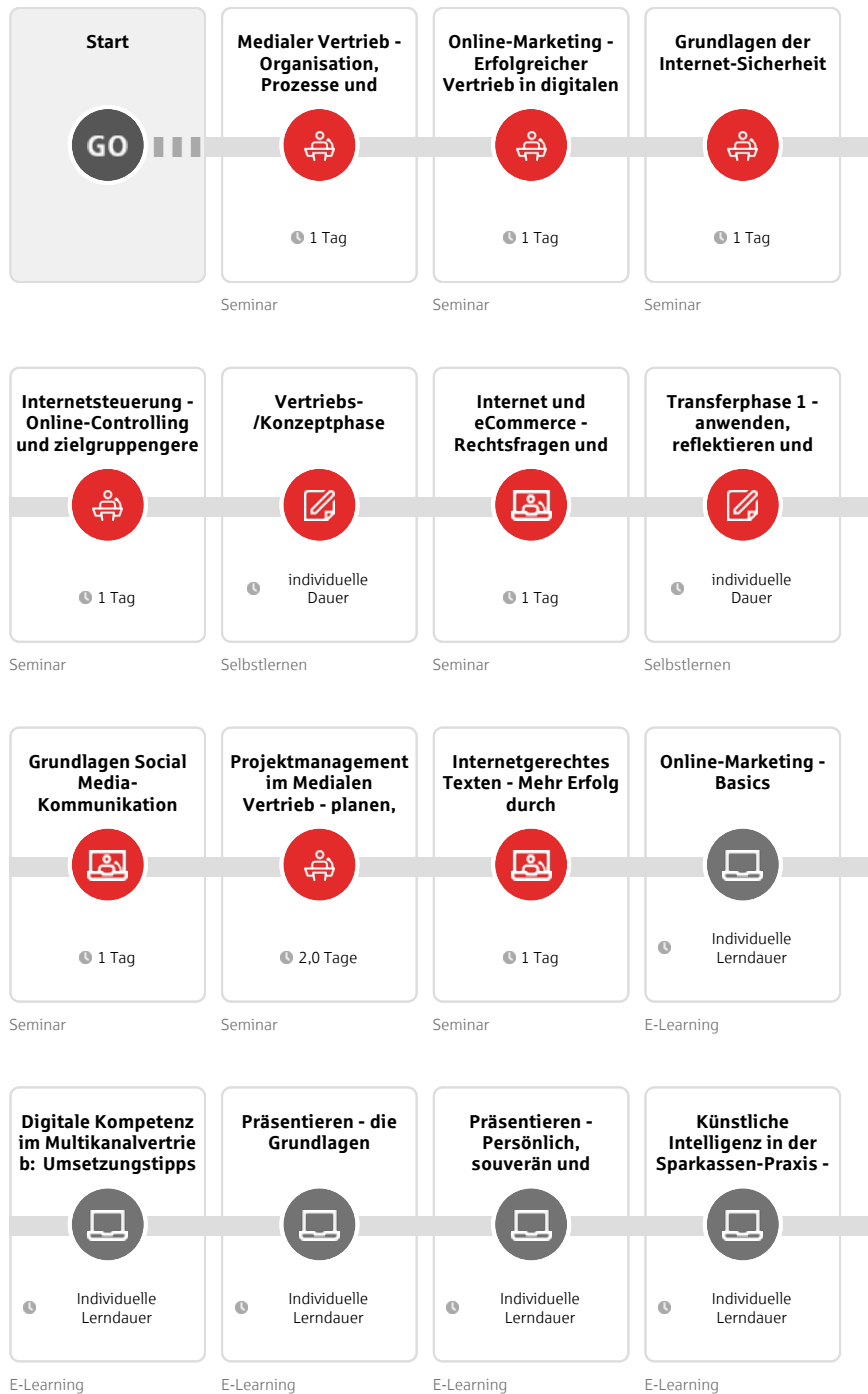 Start
GO
Medialer Vertrieb -
Organisation,
Prozesse und
1 Tag
Seminar
Online-Marketing -
Erfolgreicher
Vertrieb in digitalen
1 Tag
Seminar
Grundlagen der
Internet-Sicherheit
1 Tag
Seminar
Internetsteuerung -
Online-Controlling
und zielgruppengere
1 Tag
Seminar
Vertriebs-
/Konzeptphase
individuelle
Dauer
Selbstlernen
Internet und
eCommerce -
Rechtsfragen und
1 Tag
Seminar
Transferphase 1 -
anwenden,
reflektieren und
individuelle
Dauer
Selbstlernen
Grundlagen Social
Media-
Kommunikation
1 Tag
Seminar
Projektmanagement
im Medialen
Vertrieb - planen,
2,0 Tage
Seminar
Internetgerechtes
Texten - Mehr Erfolg
durch
1 Tag
Seminar
Online-Marketing -
Basics
Individuelle
Lerndauer
E-Learning
Digitale Kompetenz
im Multikanalvertrie
b: Umsetzungstipps
Individuelle
Lerndauer
E-Learning
Präsentieren - die
Grundlagen
Individuelle
Lerndauer
E-Learning
Präsentieren -
Persönlich,
souverän und
Individuelle
Lerndauer
E-Learning
Künstliche
Intelligenz in der
Sparkassen-Praxis -
Individuelle
Lerndauer
E-Learning